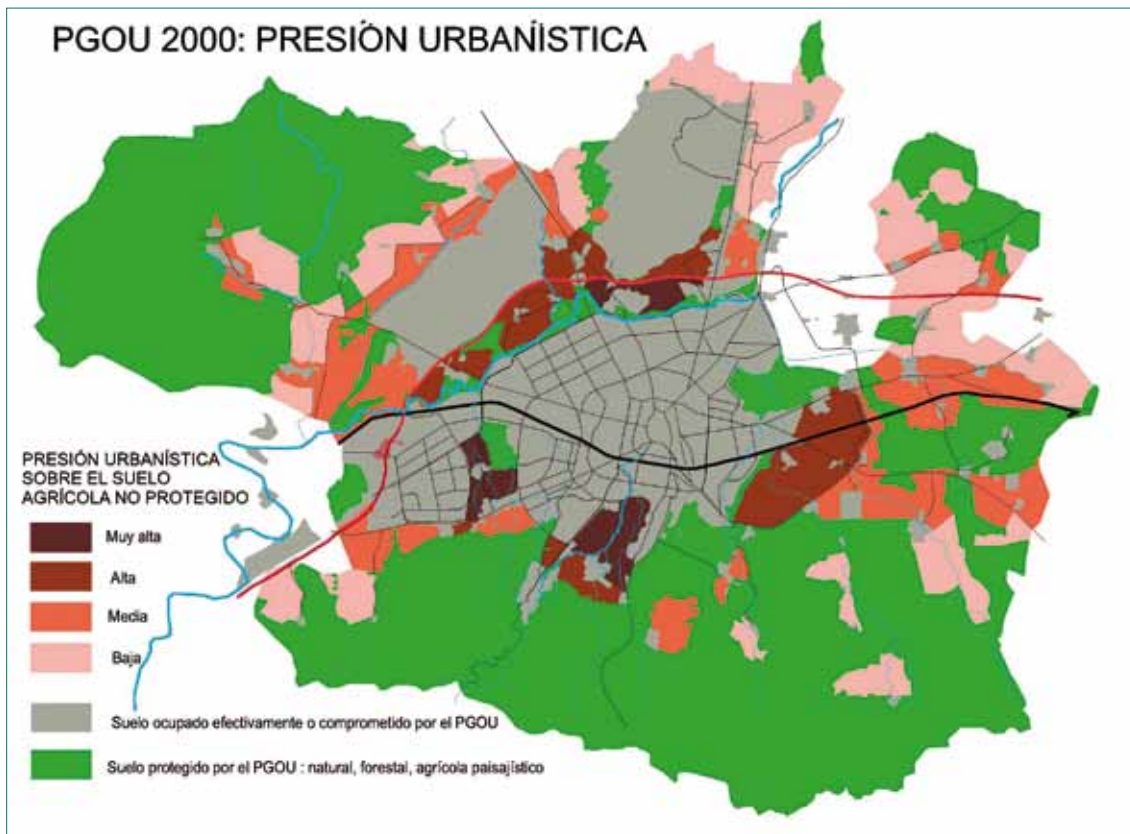 PGOU 2000: PRESIÓN URBANÍSTICA
PRESIÓN URBANÍSTICA
SOBRE EL SUELO
AGRÍCOLA NO PROTEGIDO
Muy alta
Alta
Media
Baja
Suelo ocupado efectivamente o comprometido por el PGOU
Suelo protegido por el PGOU : natural, forestal, agrícola paisajístico